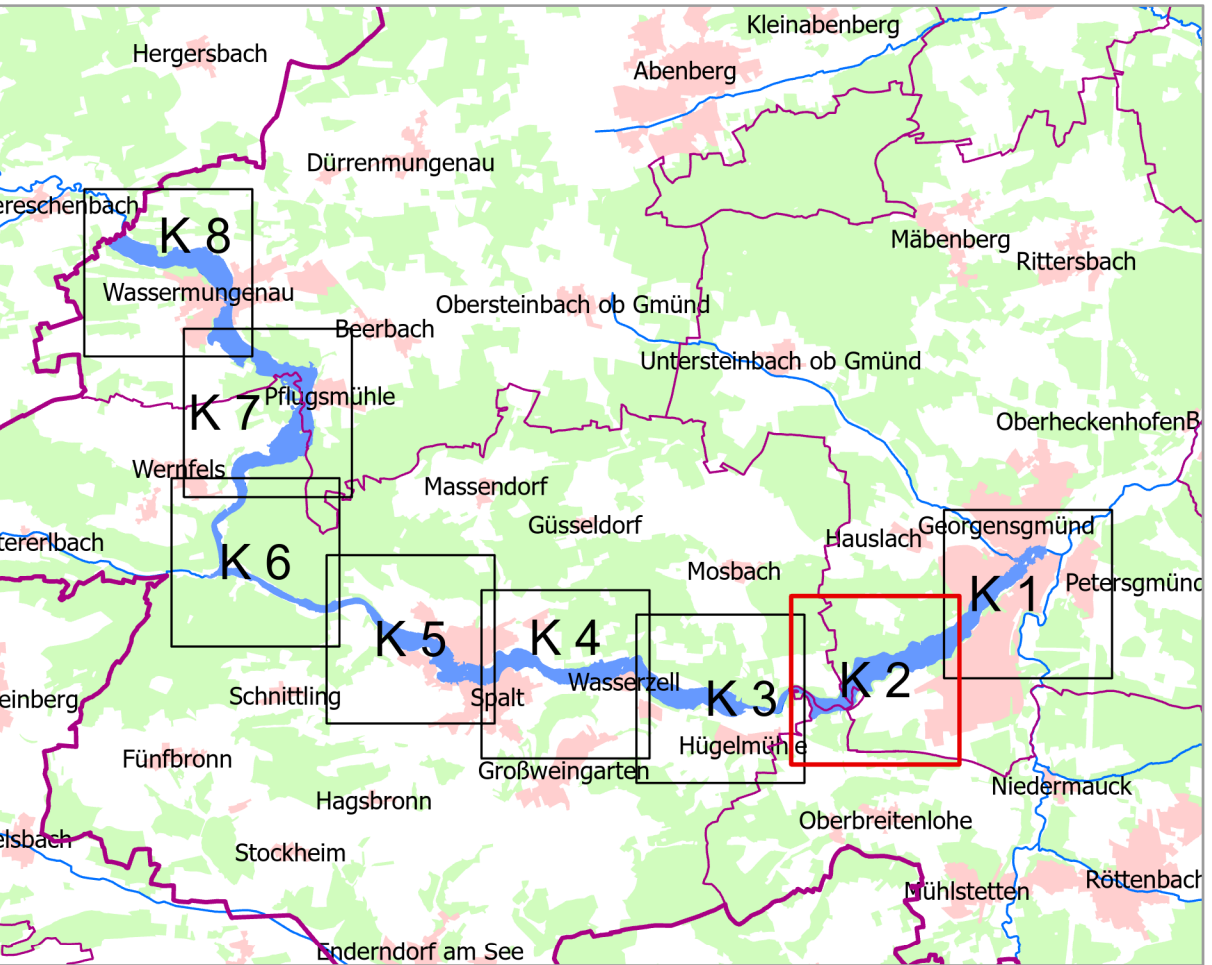 Kleinabenberg
Hergersbach
Abenberg
Dürrenmungenau
ereschenbach
K 8
Mäbenberg
Rittersbach
Wassermungenau
Obersteinbach ob Gmünd
Beerbach
Untersteinbach ob Gmünd
Pflugsmühle
K 7
OberheckenhofenB
Wernfels
Massendorf
Güsseldorf
Georgensgmünd
Hauslach
tererlbach
K 6
Mosbach
Petersgmünd
K 1
K 5
K 4
K 2
Wasserzell
K 3
einberg
Schnittling
Spalt
Hügelmühle
Fünfbronn
Großweingarten
Niedermauck
Hagsbronn
Oberbreitenlohe
elsbach
Stockheim
Mühlstetten
Röttenbach
Enderndorf am See